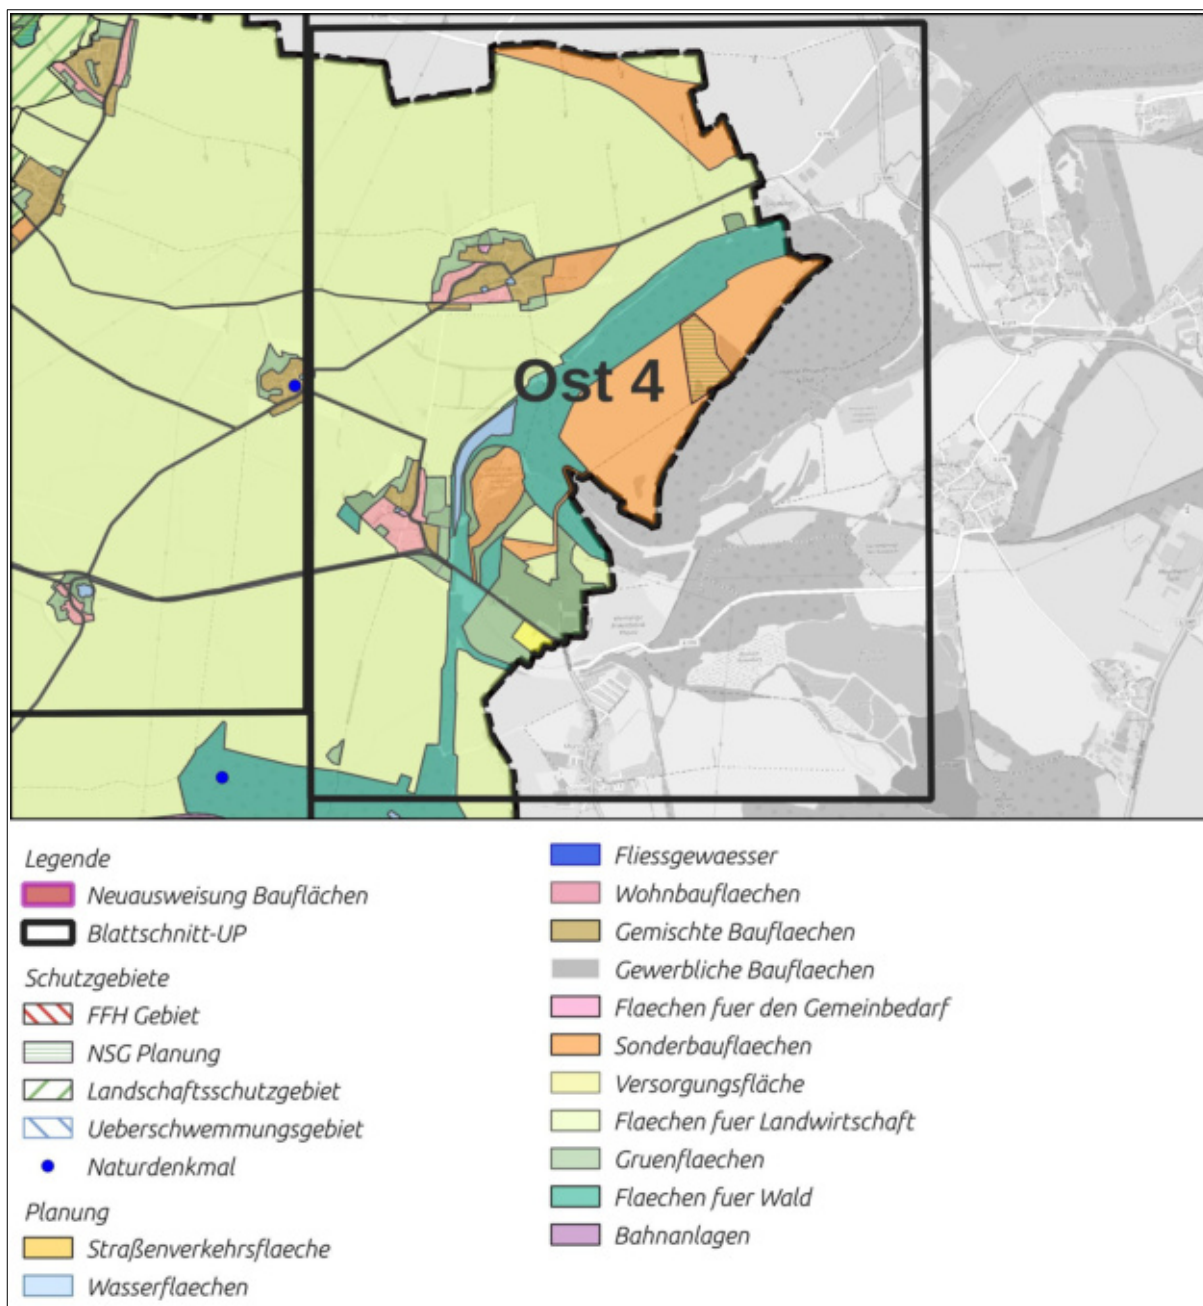 Ost 4
Legende
Neuausweisung Bauflächen
Blattschnitt-UP
Schutzgebiete
FFH Gebiet
NSG Planung
Landschaftsschutzgebiet
Ueberschwemmungsgebiet
Naturdenkmal
Planung
Straßenverkehrsflaeche
Wasserflaechen
Fliessgewaesser
Wohnbauflaechen
Gemischte Bauflaechen
Gewerbliche Bauflaechen
Flaechen fuer den Gemeinbedarf
Sonderbauflaechen
Versorgungsfläche
Flaechen fuer Landwirtschaft
Gruenflaechen
Flaechen fuer Wald
Bahnanlagen